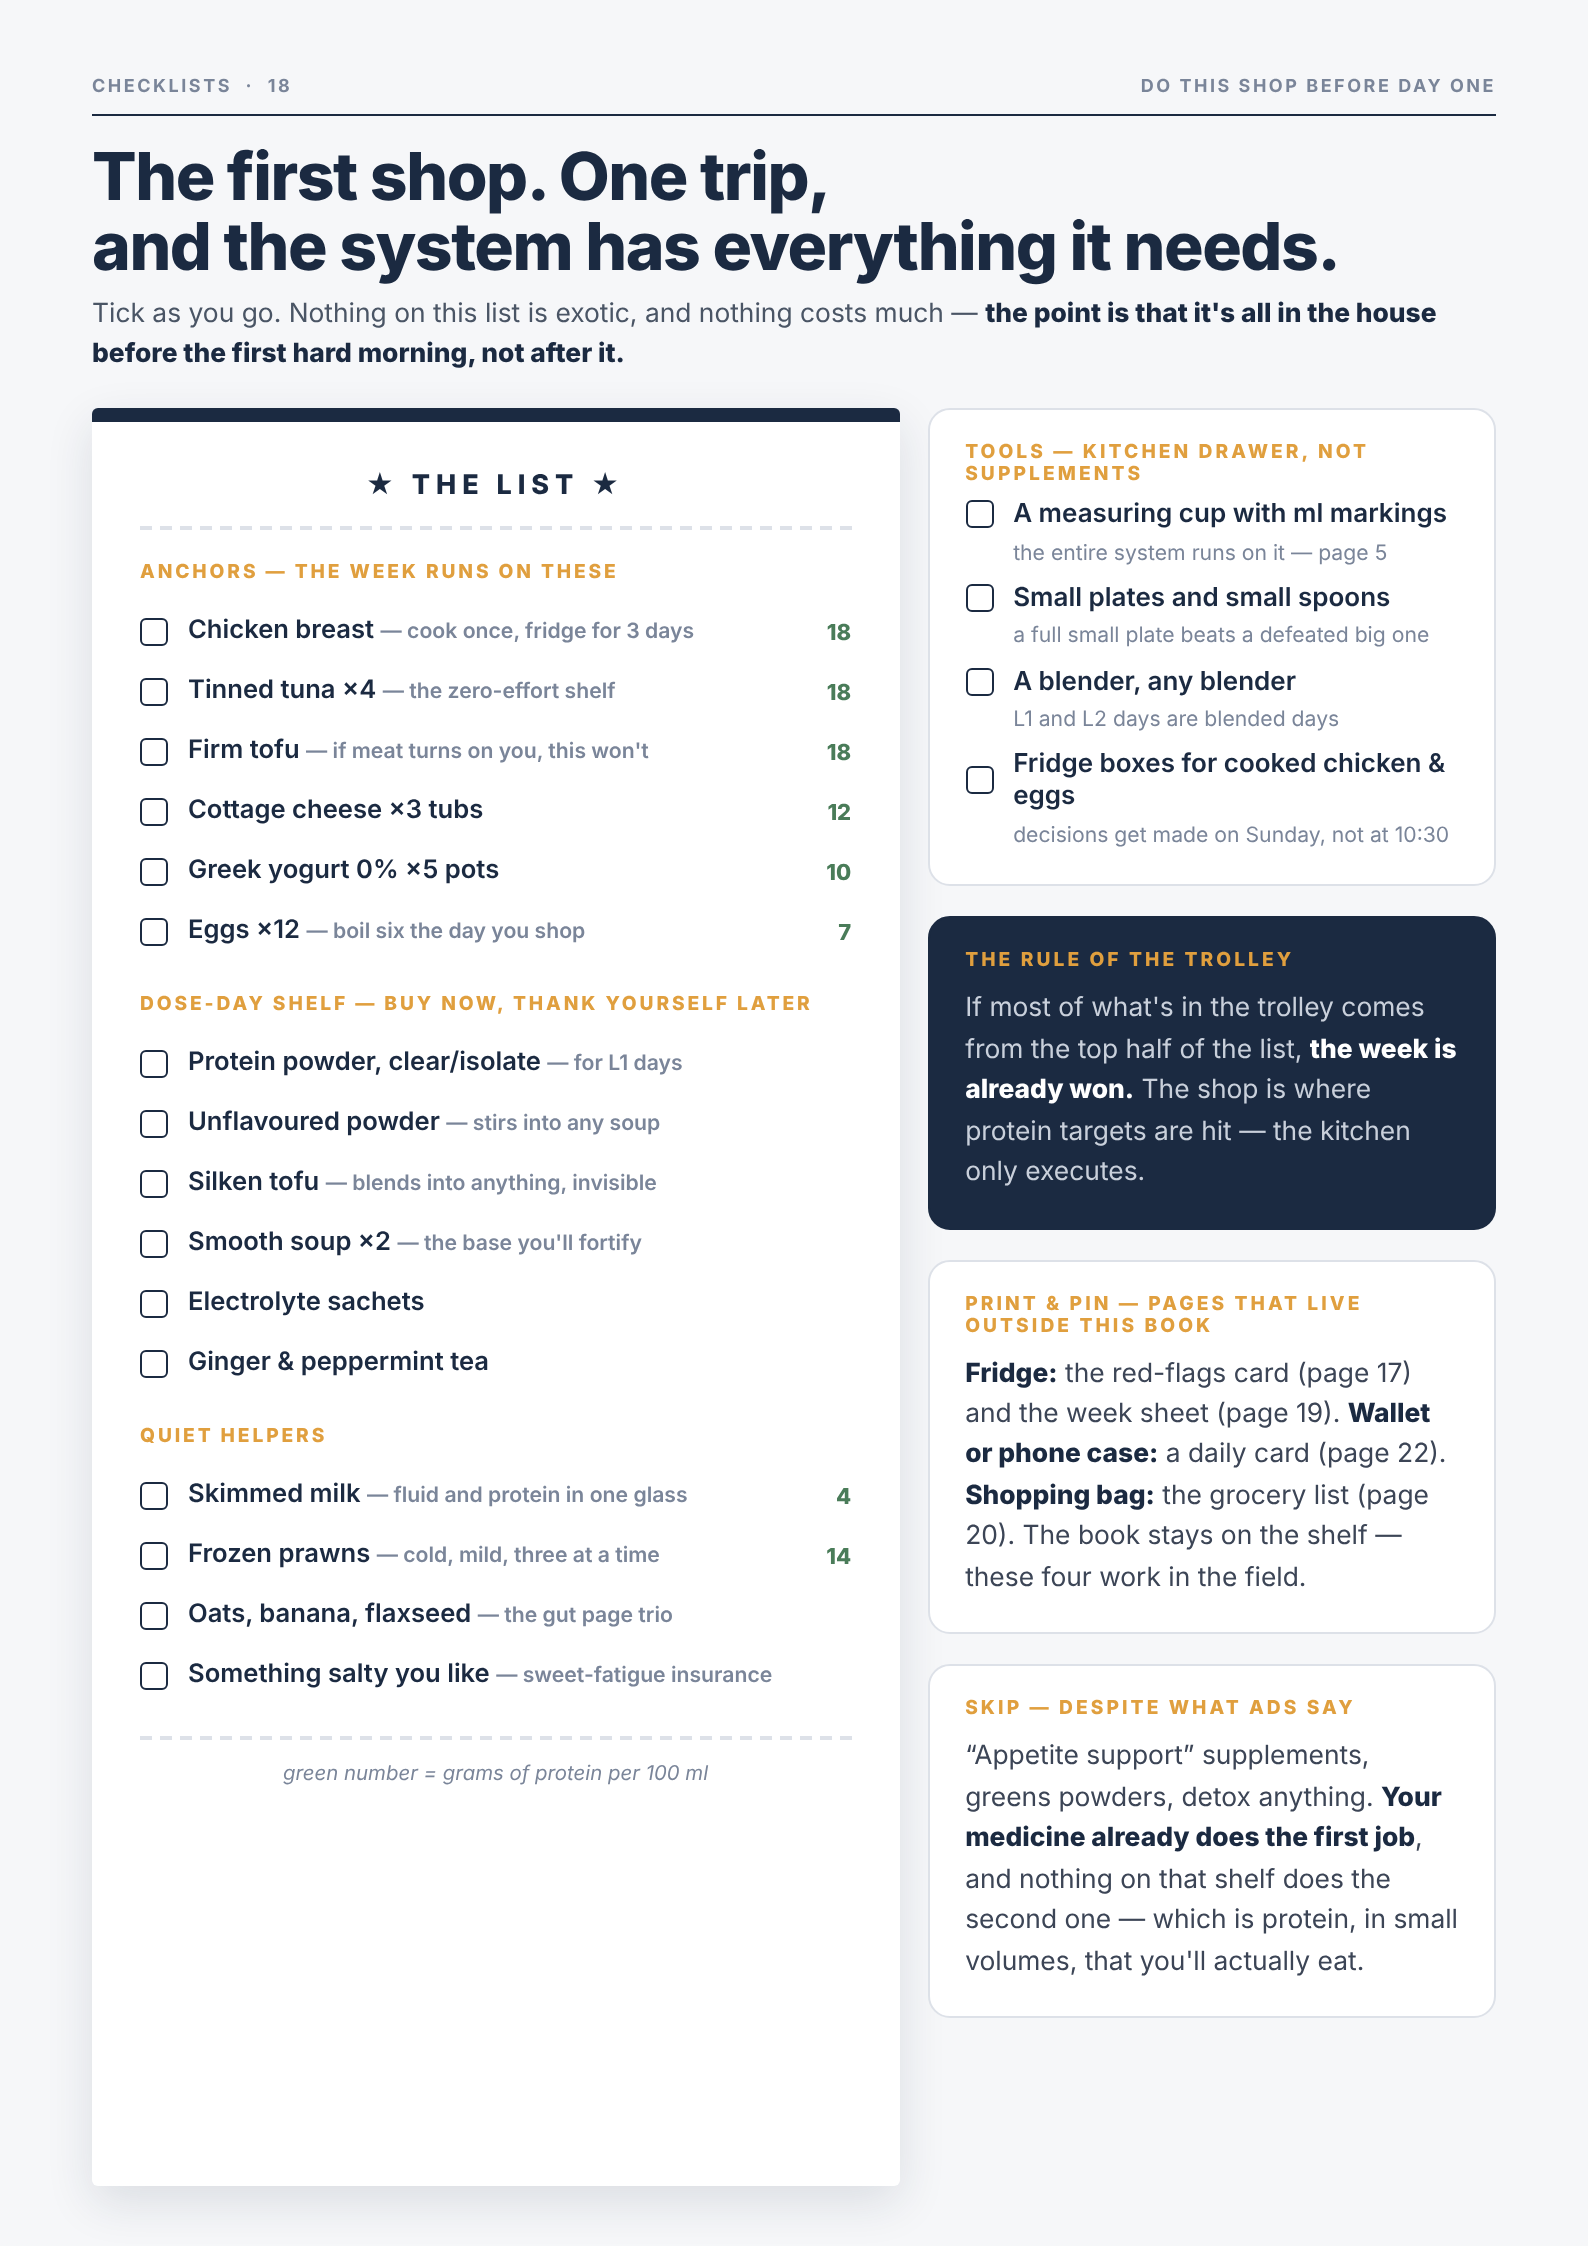 CHECKLISTS · 18
DO THIS SHOP BEFORE DAY ONE
The first shop. One trip,
and the system has everything it needs.
Tick as you go. Nothing on this list is exotic, and nothing costs much — the point is that it's all in the house
before the first hard morning, not after it.
★ THE LIST ★
ANCHORS — THE WEEK RUNS ON THESE
Chicken breast — cook once, fridge for 3 days 18
Tinned tuna ×4 — the zero-effort shelf 18
Firm tofu — if meat turns on you, this won't 18
Cottage cheese ×3 tubs 12
Greek yogurt 0% ×5 pots 10
Eggs ×12 — boil six the day you shop 7
DOSE-DAY SHELF — BUY NOW, THANK YOURSELF LATER
Protein powder, clear/isolate — for L1 days
Unflavoured powder — stirs into any soup
Silken tofu — blends into anything, invisible
Smooth soup ×2 — the base you'll fortify
Electrolyte sachets
Ginger & peppermint tea
QUIET HELPERS
Skimmed milk — fluid and protein in one glass 4
Frozen prawns — cold, mild, three at a time 14
Oats, banana, flaxseed — the gut page trio
Something salty you like — sweet-fatigue insurance
green number = grams of protein per 100 ml
TOOLS — KITCHEN DRAWER, NOT
SUPPLEMENTS
A measuring cup with ml markings
the entire system runs on it — page 5
Small plates and small spoons
a full small plate beats a defeated big one
A blender, any blender
L1 and L2 days are blended days
Fridge boxes for cooked chicken &
eggs
decisions get made on Sunday, not at 10:30
THE RULE OF THE TROLLEY
If most of what's in the trolley comes
from the top half of the list, the week is
already won. The shop is where
protein targets are hit — the kitchen
only executes.
PRINT & PIN — PAGES THAT LIVE
OUTSIDE THIS BOOK
Fridge: the red-flags card (page 17)
and the week sheet (page 19). Wallet
or phone case: a daily card (page 22).
Shopping bag: the grocery list (page
20). The book stays on the shelf —
these four work in the field.
SKIP — DESPITE WHAT ADS SAY
“Appetite support” supplements,
greens powders, detox anything. Your
medicine already does the first job,
and nothing on that shelf does the
second one — which is protein, in small
volumes, that you'll actually eat.